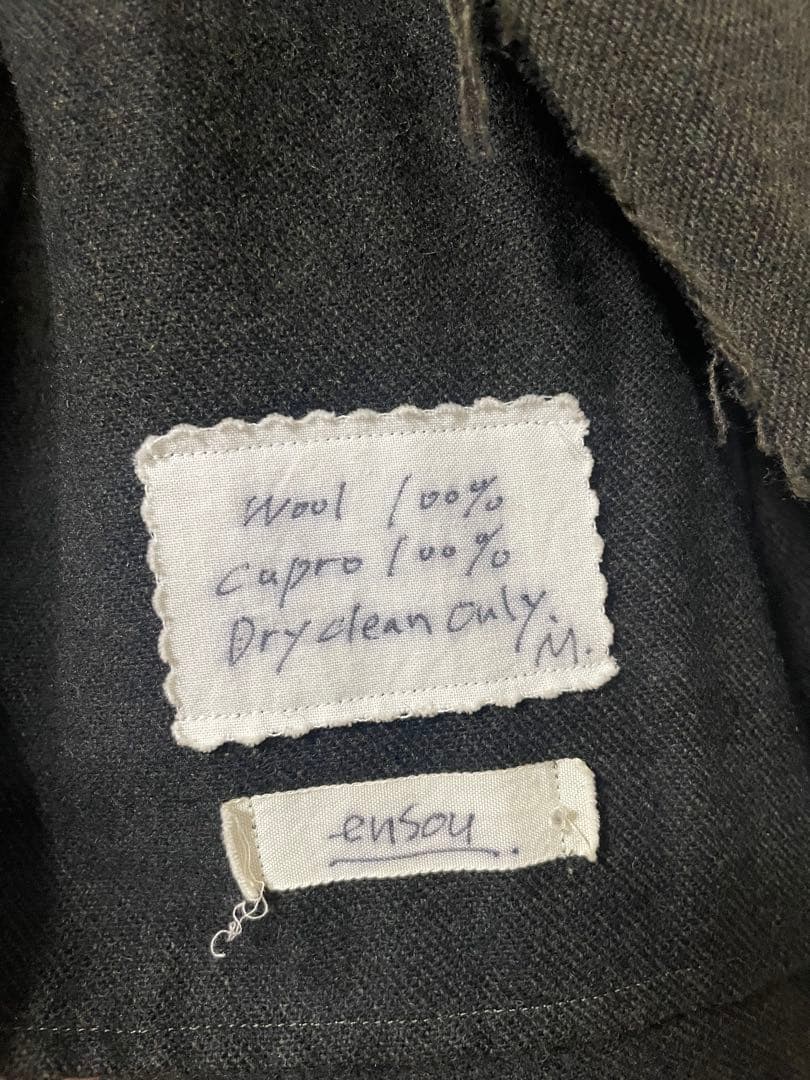 Wool 100%
Cupro 100%
Dry clean only.
M.
ensou.